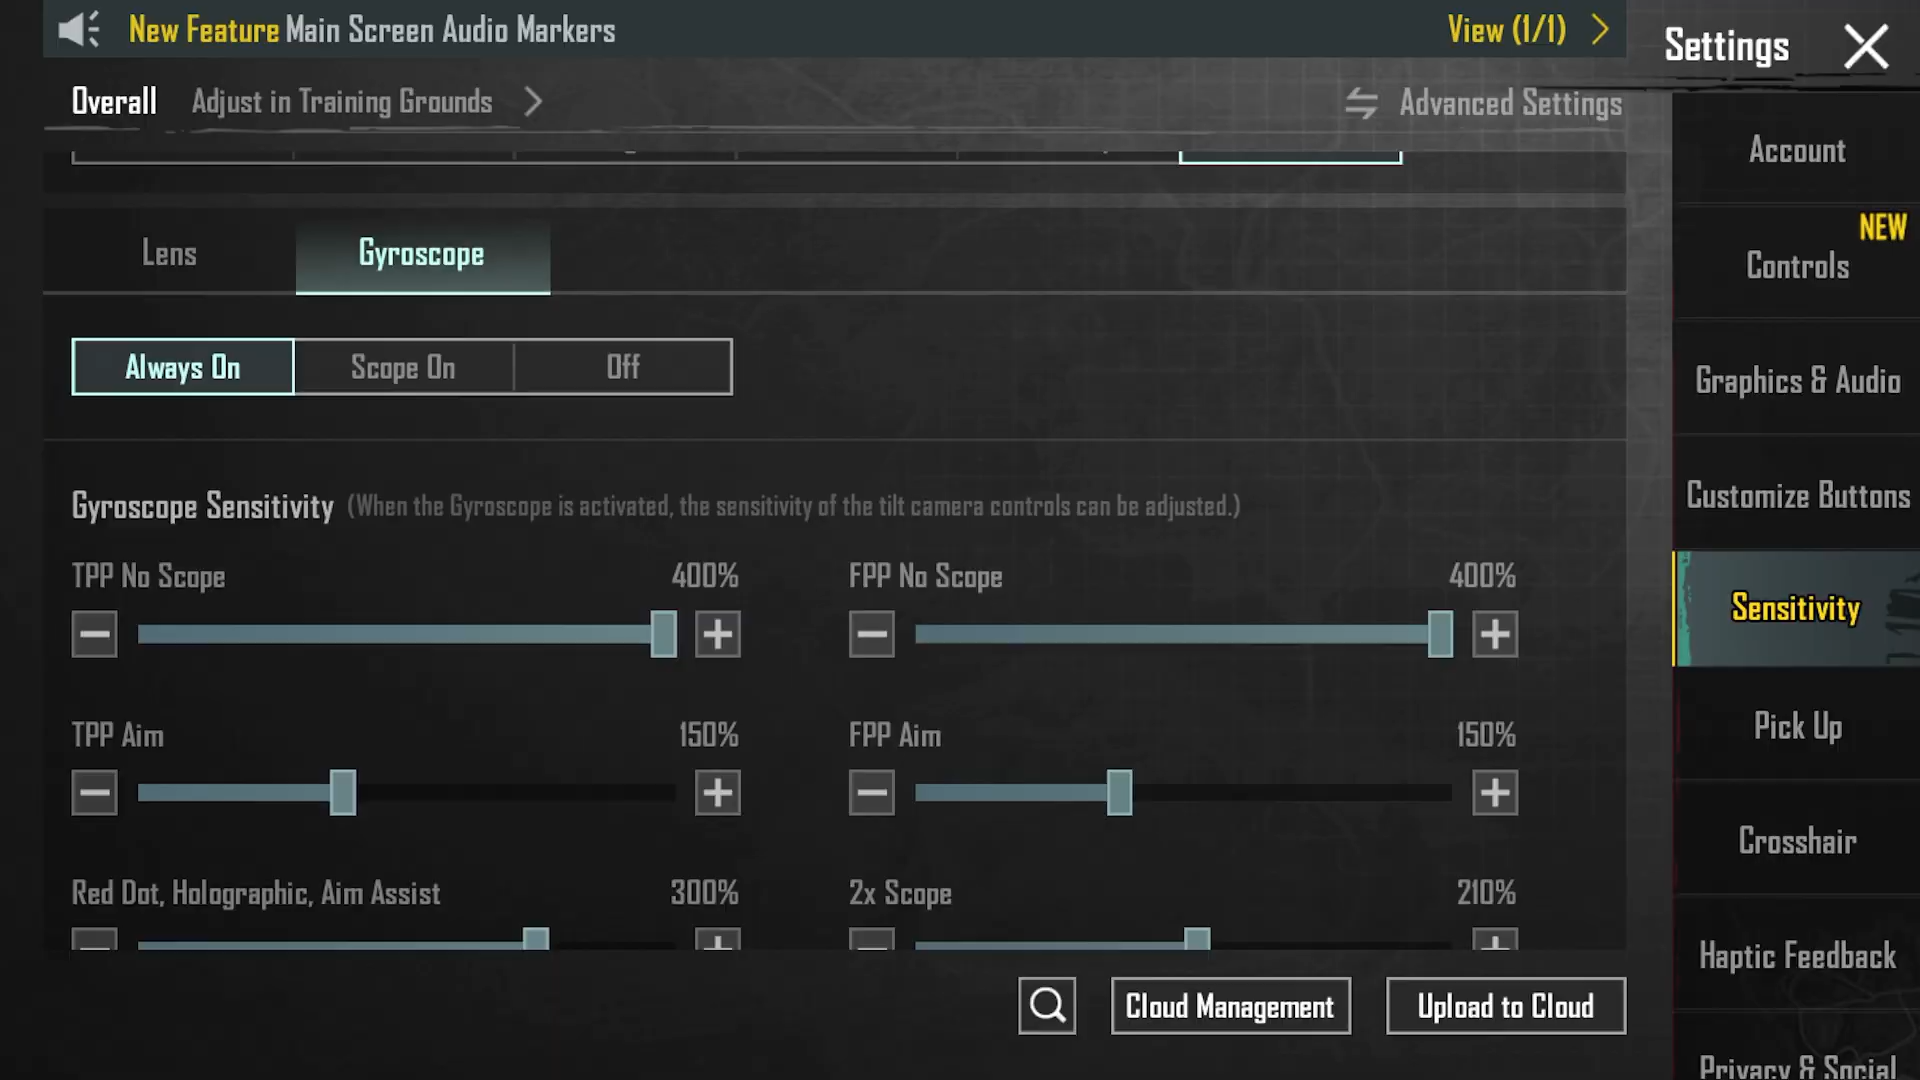 New Feature Main Screen Audio Markers
View (1/1)
Settings
Overall
Adjust in Training Grounds
Advanced Settings
Account
Lens
Gyroscope
NEW
Controls
Always On
Scope On
Off
Graphics & Audio
Gyroscope Sensitivity (When the Gyroscope is activated, the sensitivity of the tilt camera controls can be adjusted.)
Customize Buttons
TPP No Scope
400%
FPP No Scope
400%
Sensitivity
TPP Aim
150%
FPP Aim
150%
Pick Up
Crosshair
Red Dot, Holographic, Aim Assist
300%
2x Scope
210%
Haptic Feedback
Cloud Management
Upload to Cloud
Privacy & Social